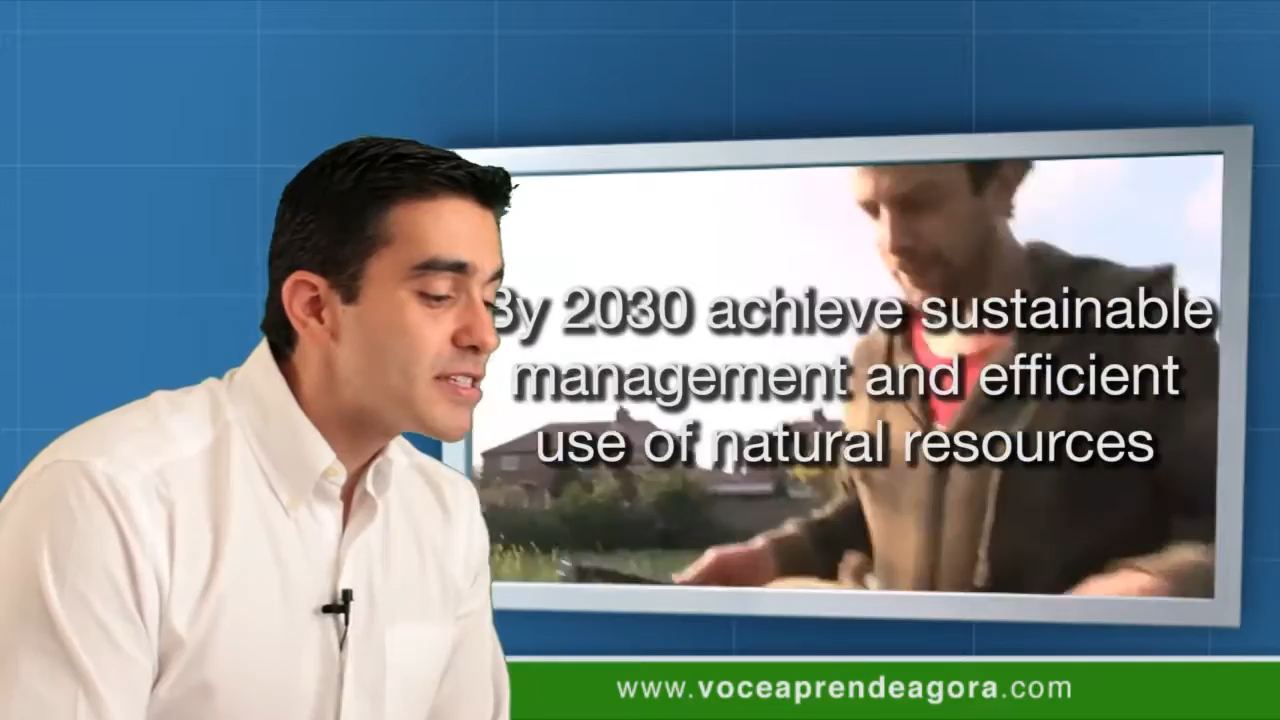 By 2030 achieve sustainable
management and efficient
use of natural resources
www.voceaprendeagora.com